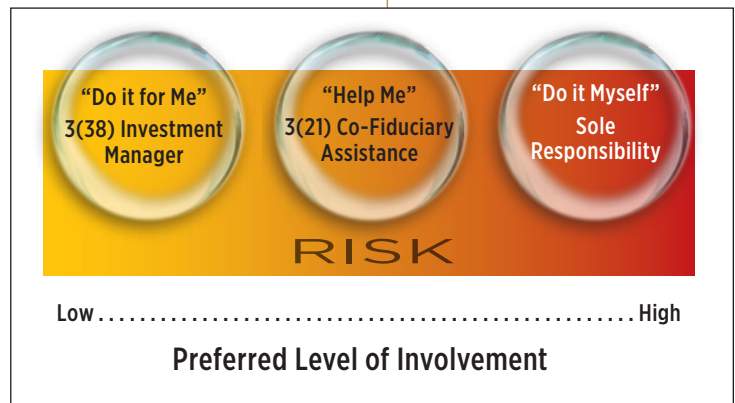 “Do it for Me”
3(38) Investment
Manager
“Help Me”
3(21) Co-Fiduciary
Assistance
“Do it Myself”
Sole
Responsibility
RISK
Low . . . . . . . . . . . . . . . . . . . . . . . . . . . . . . . . . . . . . . . . . . . . . . . . . . . . . High
Preferred Level of Involvement